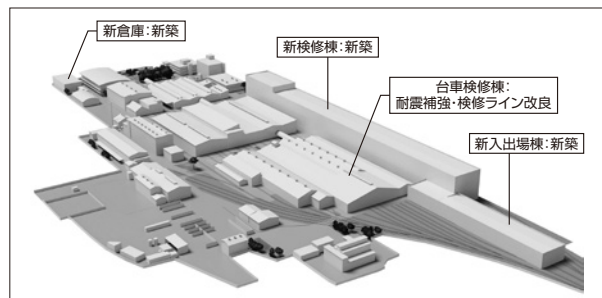 新倉庫：新築
新検修棟：新築
台車検修棟：
耐震補強・検修ライン改良
新入出場棟：新築